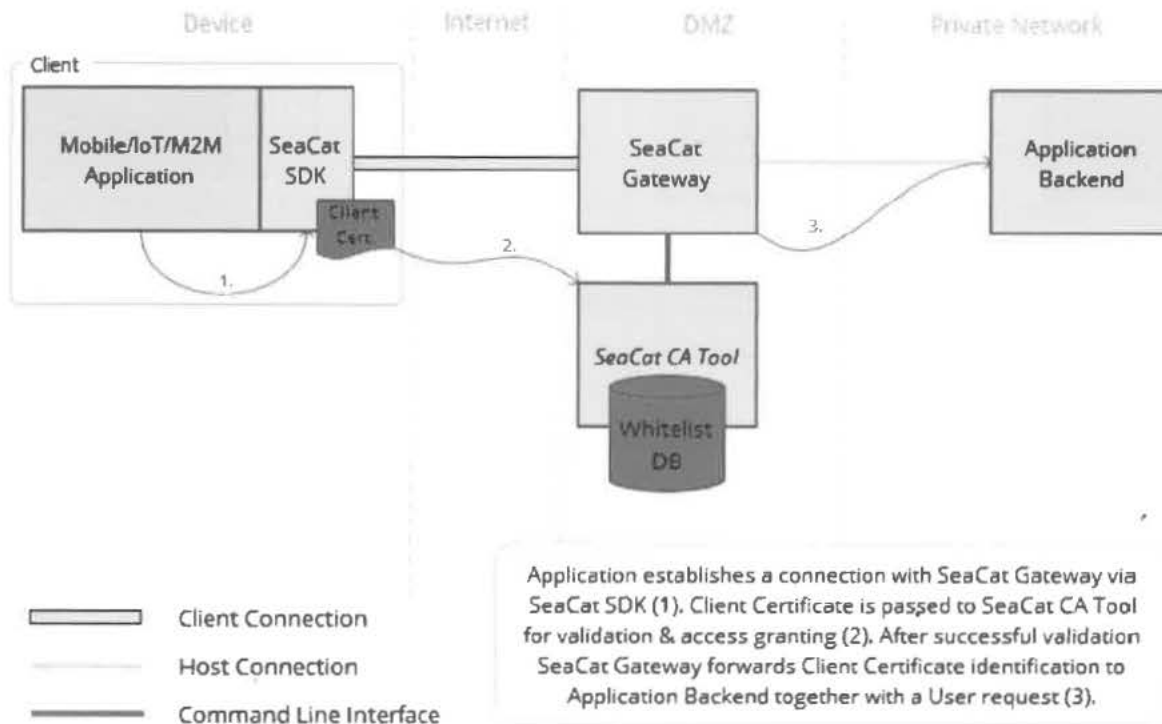 Device
Internet
DMZ
Private Network
Client
Mobile/IoT/M2M
Application
SeaCat
SDK
Client
Cert.
1.
2.
SeaCat
Gateway
3.
Application
Backend
SeaCat CA Tool
Whitelist
DB
Client Connection
Host Connection
Command Line Interface
Application establishes a connection with SeaCat Gateway via
SeaCat SDK (1). Client Certificate is passed to SeaCat CA Tool
for validation & access granting (2). After successful validation
SeaCat Gateway forwards Client Certificate identification to
Application Backend together with a User request (3).